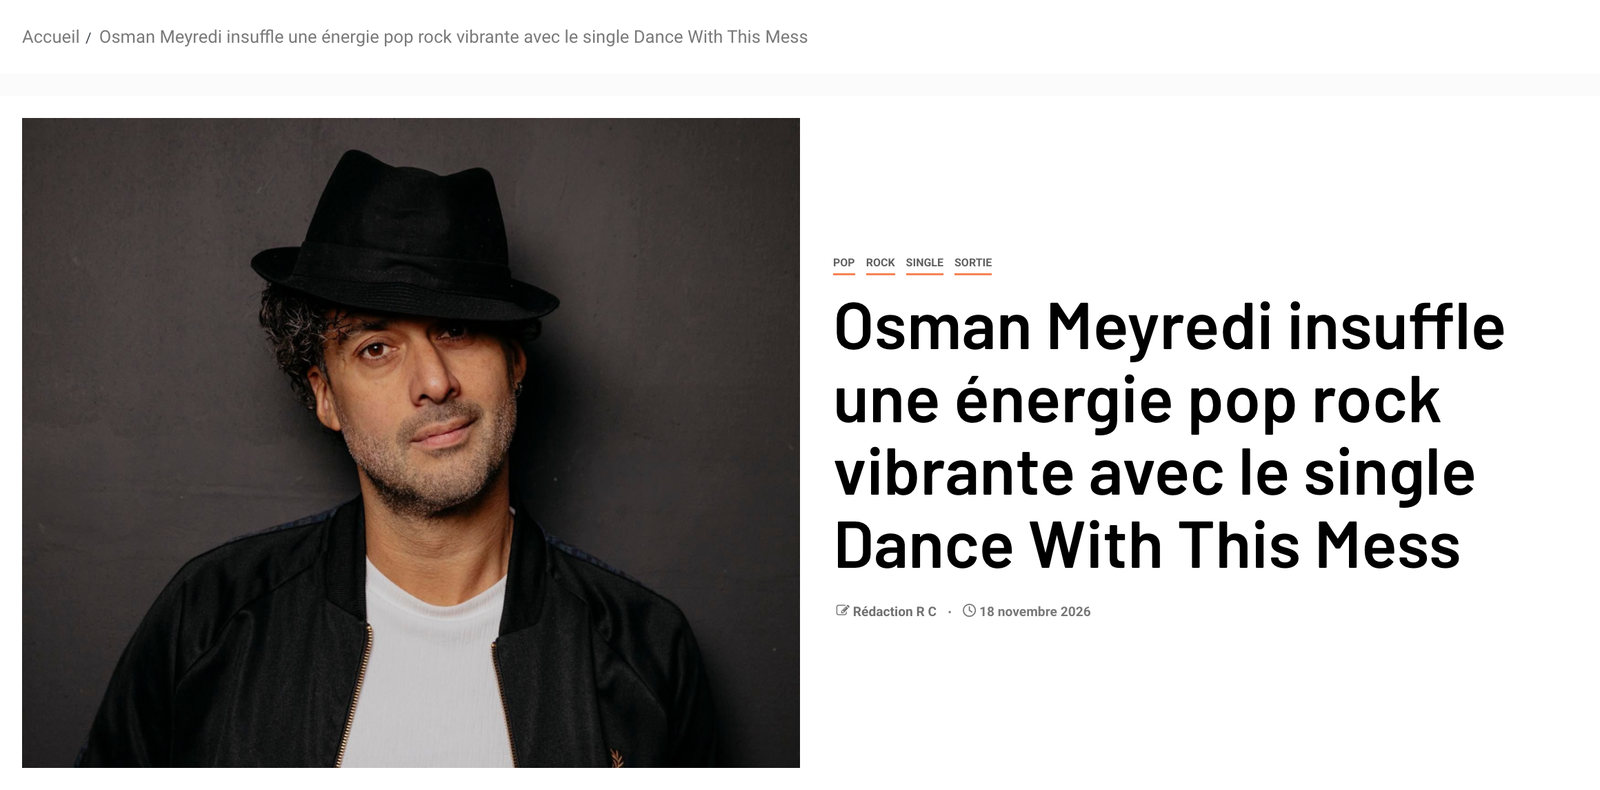 Accueil / Osman Meyredi insuffle une énergie pop rock vibrante avec le single Dance With This Mess
POP ROCK SINGLE SORTIE
Osman Meyredi insuffle
une énergie pop rock
vibrante avec le single
Dance With This Mess
Rédaction R C · 18 novembre 2026